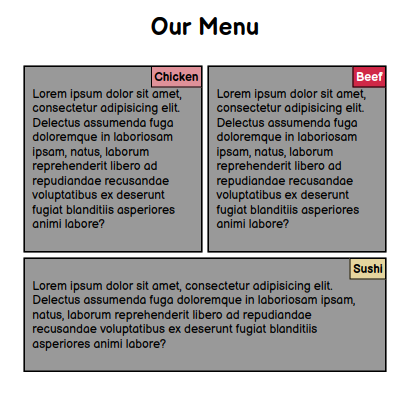 Our Menu
Chicken
Lorem ipsum dolor sit amet,
consectetur adipisicing elit.
Delectus assumenda fuga
doloremque in laboriosam
ipsam, natus, laborum
reprehenderit libero ad
repudiandae recusandae
voluptatibus ex deserunt
fugiat blanditiis asperiores
animi labore?
Beef
Lorem ipsum dolor sit amet,
consectetur adipisicing elit.
Delectus assumenda fuga
doloremque in laboriosam
ipsam, natus, laborum
reprehenderit libero ad
repudiandae recusandae
voluptatibus ex deserunt
fugiat blanditiis asperiores
animi labore?
Sushi
Lorem ipsum dolor sit amet, consectetur adipisicing elit.
Delectus assumenda fuga doloremque in laboriosam ipsam,
natus, laborum reprehenderit libero ad repudiandae
recusandae voluptatibus ex deserunt fugiat blanditiis
asperiores animi labore?